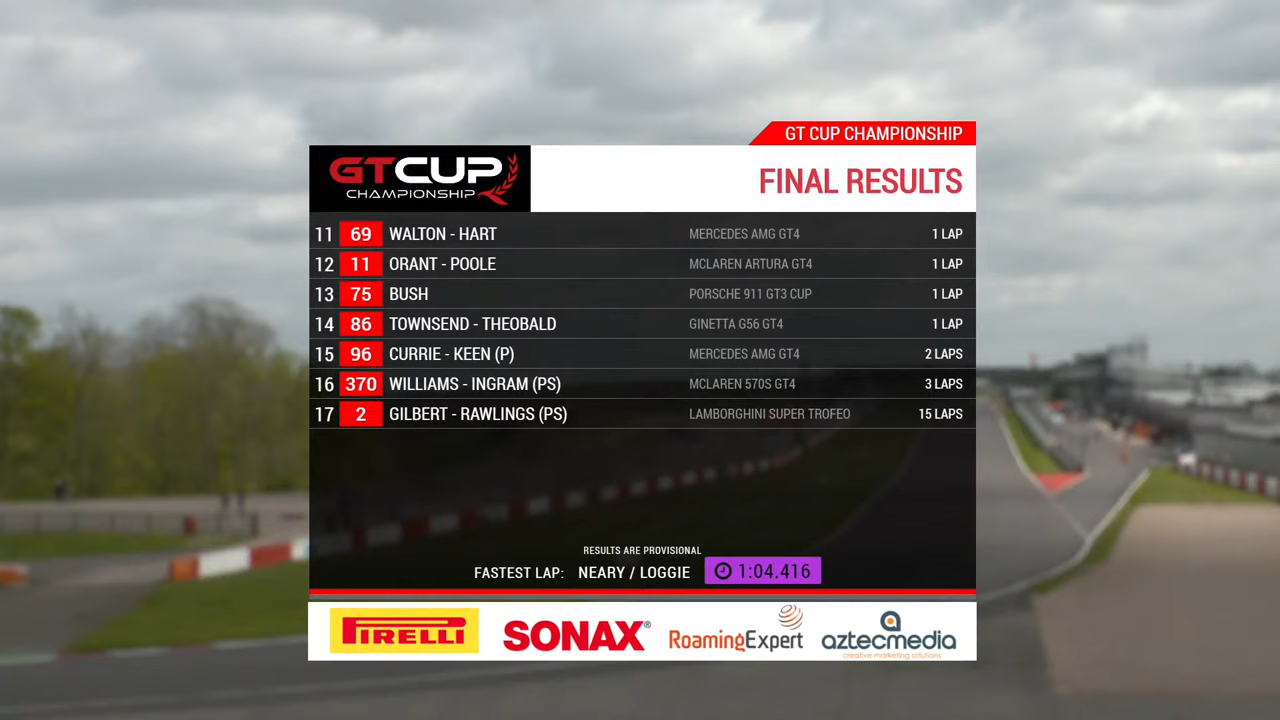 GT CUP CHAMPIONSHIP
GTCUP
CHAMPIONSHIP
FINAL RESULTS
11 69 WALTON - HART MERCEDES AMG GT4 1 LAP
12 11 ORANT - POOLE MCLAREN ARTURA GT4 1 LAP
13 75 BUSH PORSCHE 911 GT3 CUP 1 LAP
14 86 TOWNSEND - THEOBALD GINETTA G56 GT4 1 LAP
15 96 CURRIE - KEEN (P) MERCEDES AMG GT4 2 LAPS
16 370 WILLIAMS - INGRAM (PS) MCLAREN 570S GT4 3 LAPS
17 2 GILBERT - RAWLINGS (PS) LAMBORGHINI SUPER TROFEO 15 LAPS
RESULTS ARE PROVISIONAL
FASTEST LAP: NEARY / LOGGIE 1:04.416
PIRELLI SONAX® RoamingExpert aztecmedia
creative marketing solutions